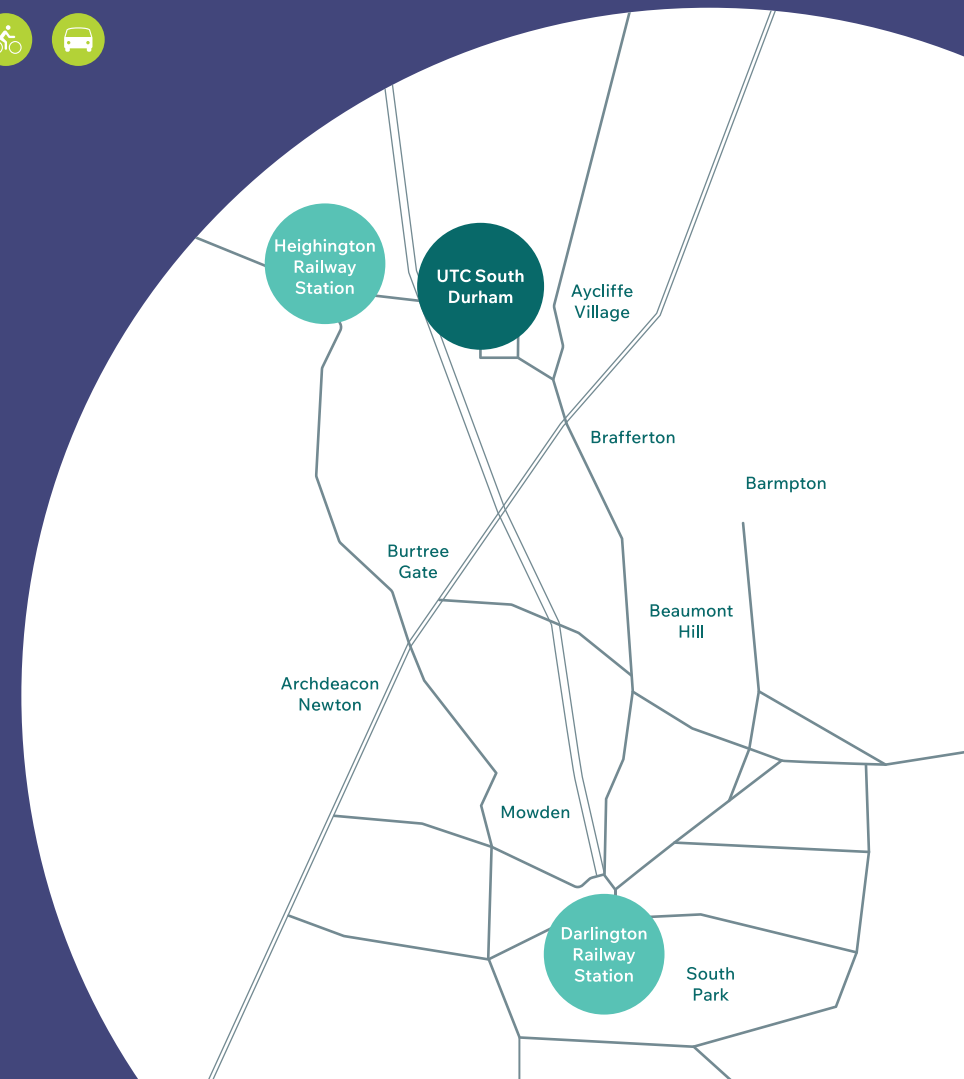 Heighington
Railway
Station
UTC South
Durham
Aycliffe
Village
Brafferton
Barmpton
Burtree
Gate
Beaumont
Hill
Archdeacon
Newton
Mowden
Darlington
Railway
Station
South
Park